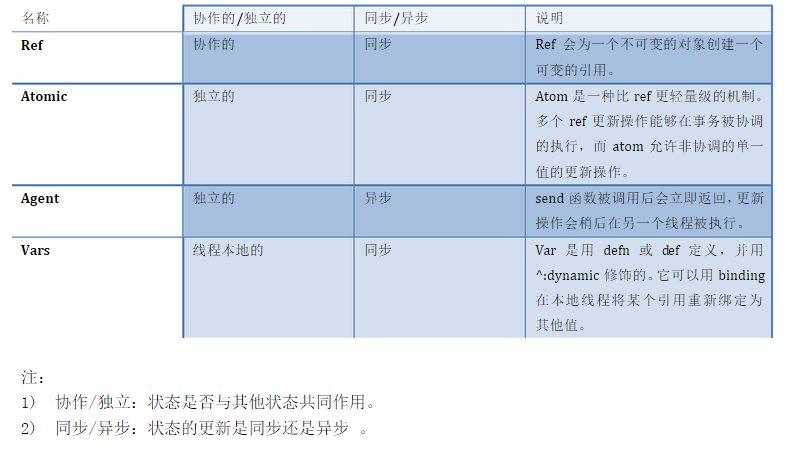 名称 协作的/独立的 同步/异步 说明
Ref 协作的 同步 Ref 会为一个不可变的对象创建一个
可变的引用。
Atomic 独立的 同步 Atom 是一种比 ref 更轻量级的机制。
多个 ref 更新操作能够在事务被协调
的执行，而 atom 允许非协调的单一
值的更新操作。
Agent 独立的 异步 send 函数被调用后会立即返回，更新
操作会稍后在另一个线程被执行。
Vars 线程本地的 同步 Var 是用 defn 或 def 定义，并用
^:dynamic 修饰的。它可以用 binding
在本地线程将某个引用重新绑定为
其他值。
注：
1) 协作/独立：状态是否与其他状态共同作用。
2) 同步/异步：状态的更新是同步还是异步 。